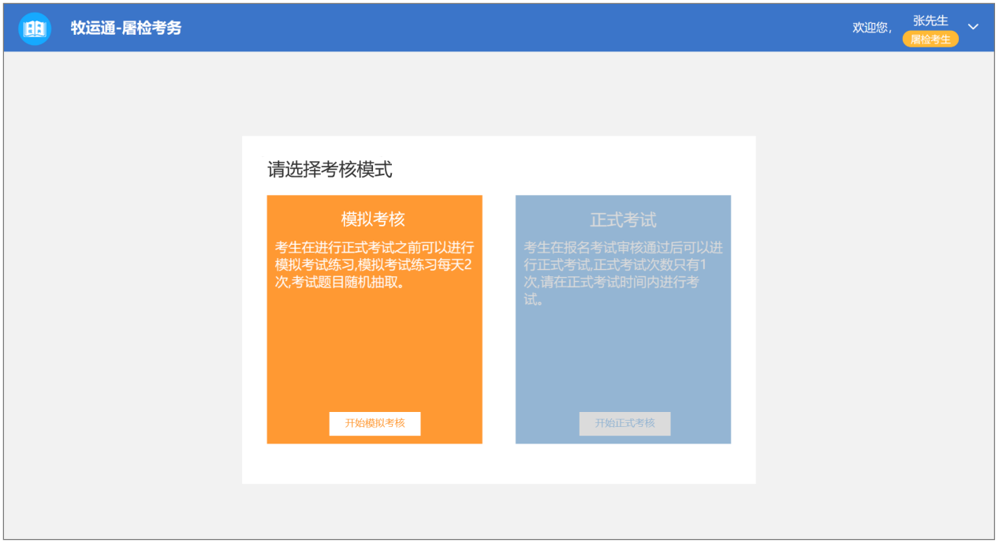 牧运通-屠检考务
欢迎您,
张先生
屠检考生
请选择考核模式
模拟考核
考生在进行正式考试之前可以进行
模拟考试练习,模拟考试练习每天2
次,考试题目随机抽取。
开始模拟考核
正式考试
考生在报名考试审核通过后可以进
行正式考试,正式考试次数只有1
次,请在正式考试时间内进行考
试。
开始正式考核